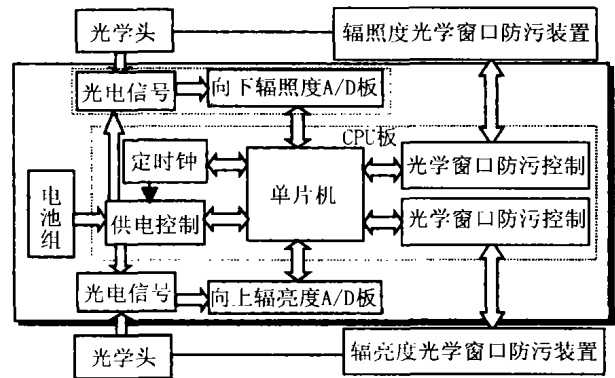 光学头
辐照度光学窗口防污装置
光电信号
向下辐照度A/D板
CPU板
定时钟
单片机
光学窗口防污控制
电池组
供电控制
光学窗口防污控制
光电信号
向上辐亮度A/D板
光学头
辐亮度光学窗口防污装置